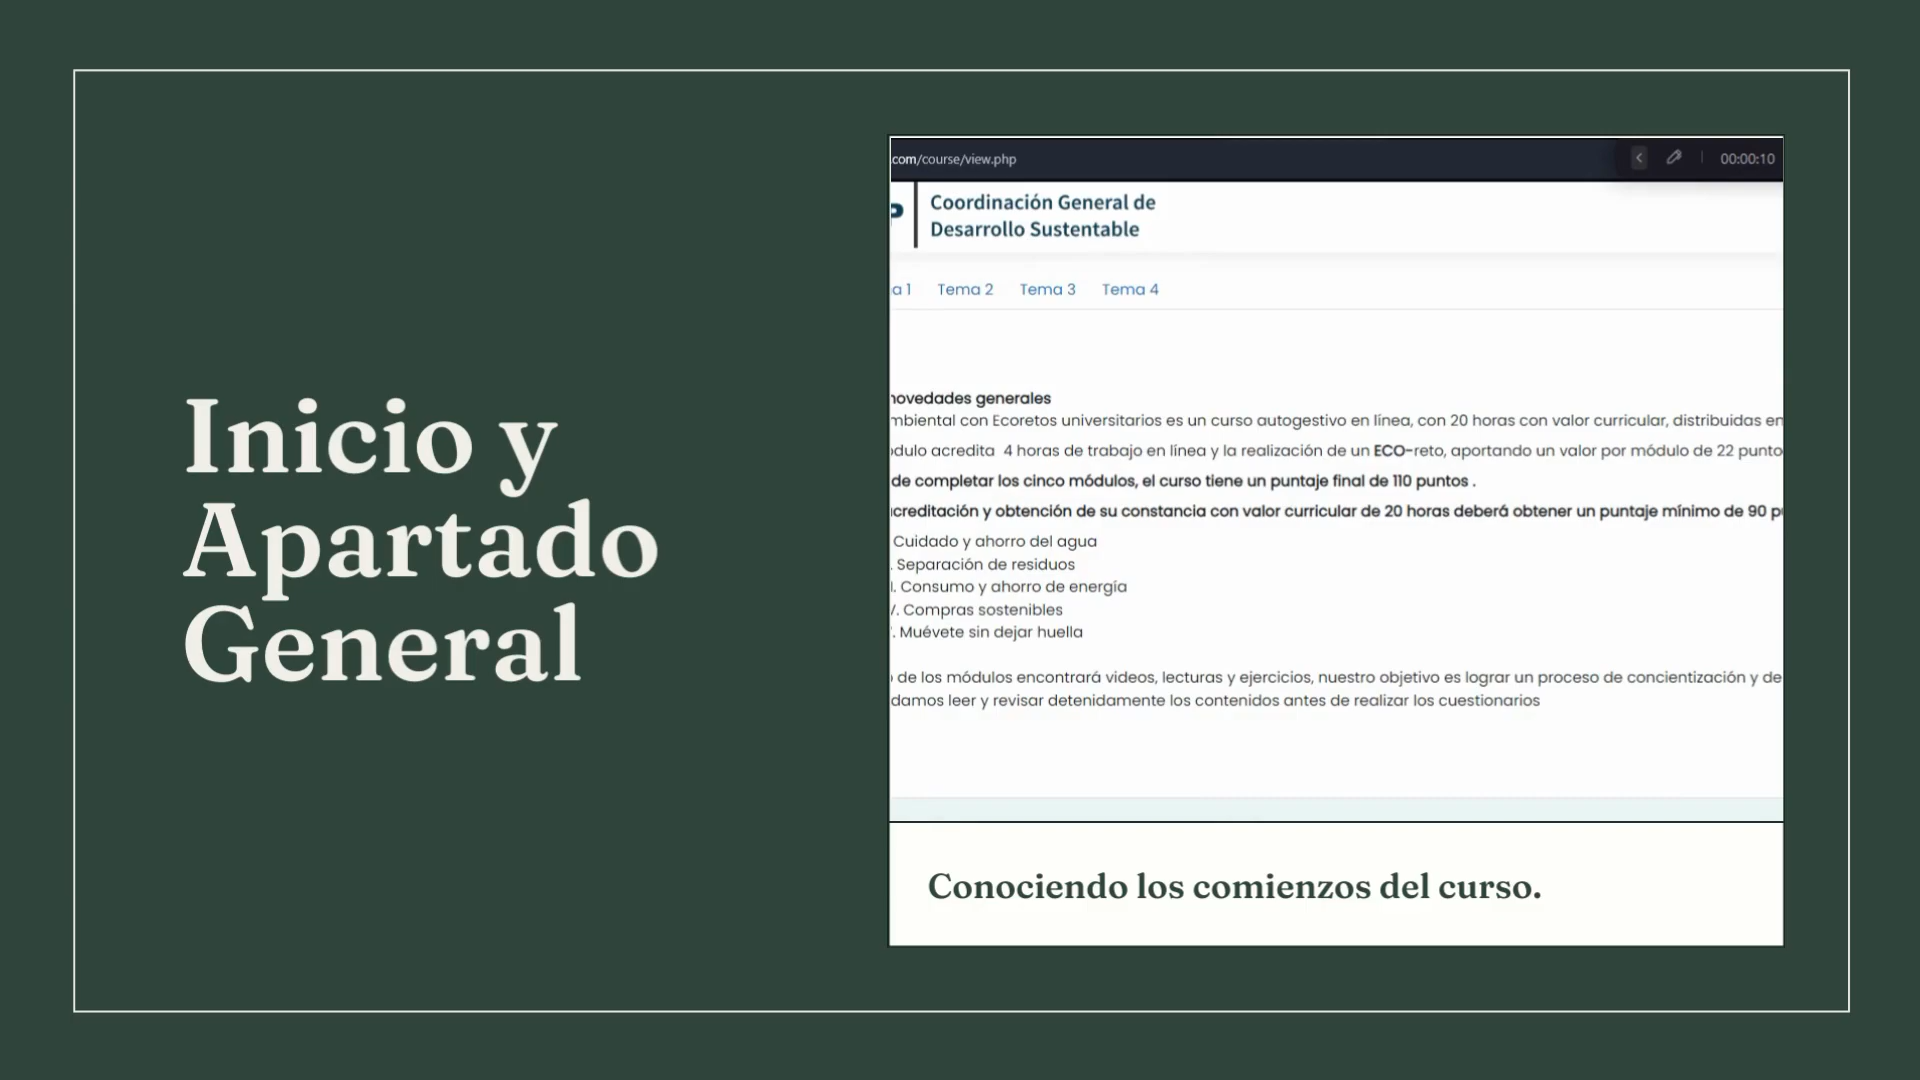 Inicio y
Apartado
General
.com/course/view.php
00:00:10
Coordinación General de
Desarrollo Sustentable
Tema 2 Tema 3 Tema 4
novedades generales
con Ecoretos universitarios es un curso autogestivo en línea, con 20 horas con valor curricular, distribuidas en
acredita 4 horas de trabajo en línea y la realización de un ECO-reto, aportando un valor por módulo de 22
de completar los cinco módulos, el curso tiene un puntaje final de 110 puntos .
y obtención de su constancia con valor curricular de 20 horas deberá obtener un puntaje mínimo de 90
Cuidado y ahorro del agua
. Separación de residuos
. Consumo y ahorro de energía
. Compras sostenibles
. Muévete sin dejar huella
de los módulos encontrará videos, lecturas y ejercicios, nuestro objetivo es lograr un proceso de concientización y de
leer y revisar detenidamente los contenidos antes de realizar los cuestionarios
Conociendo los comienzos del curso.